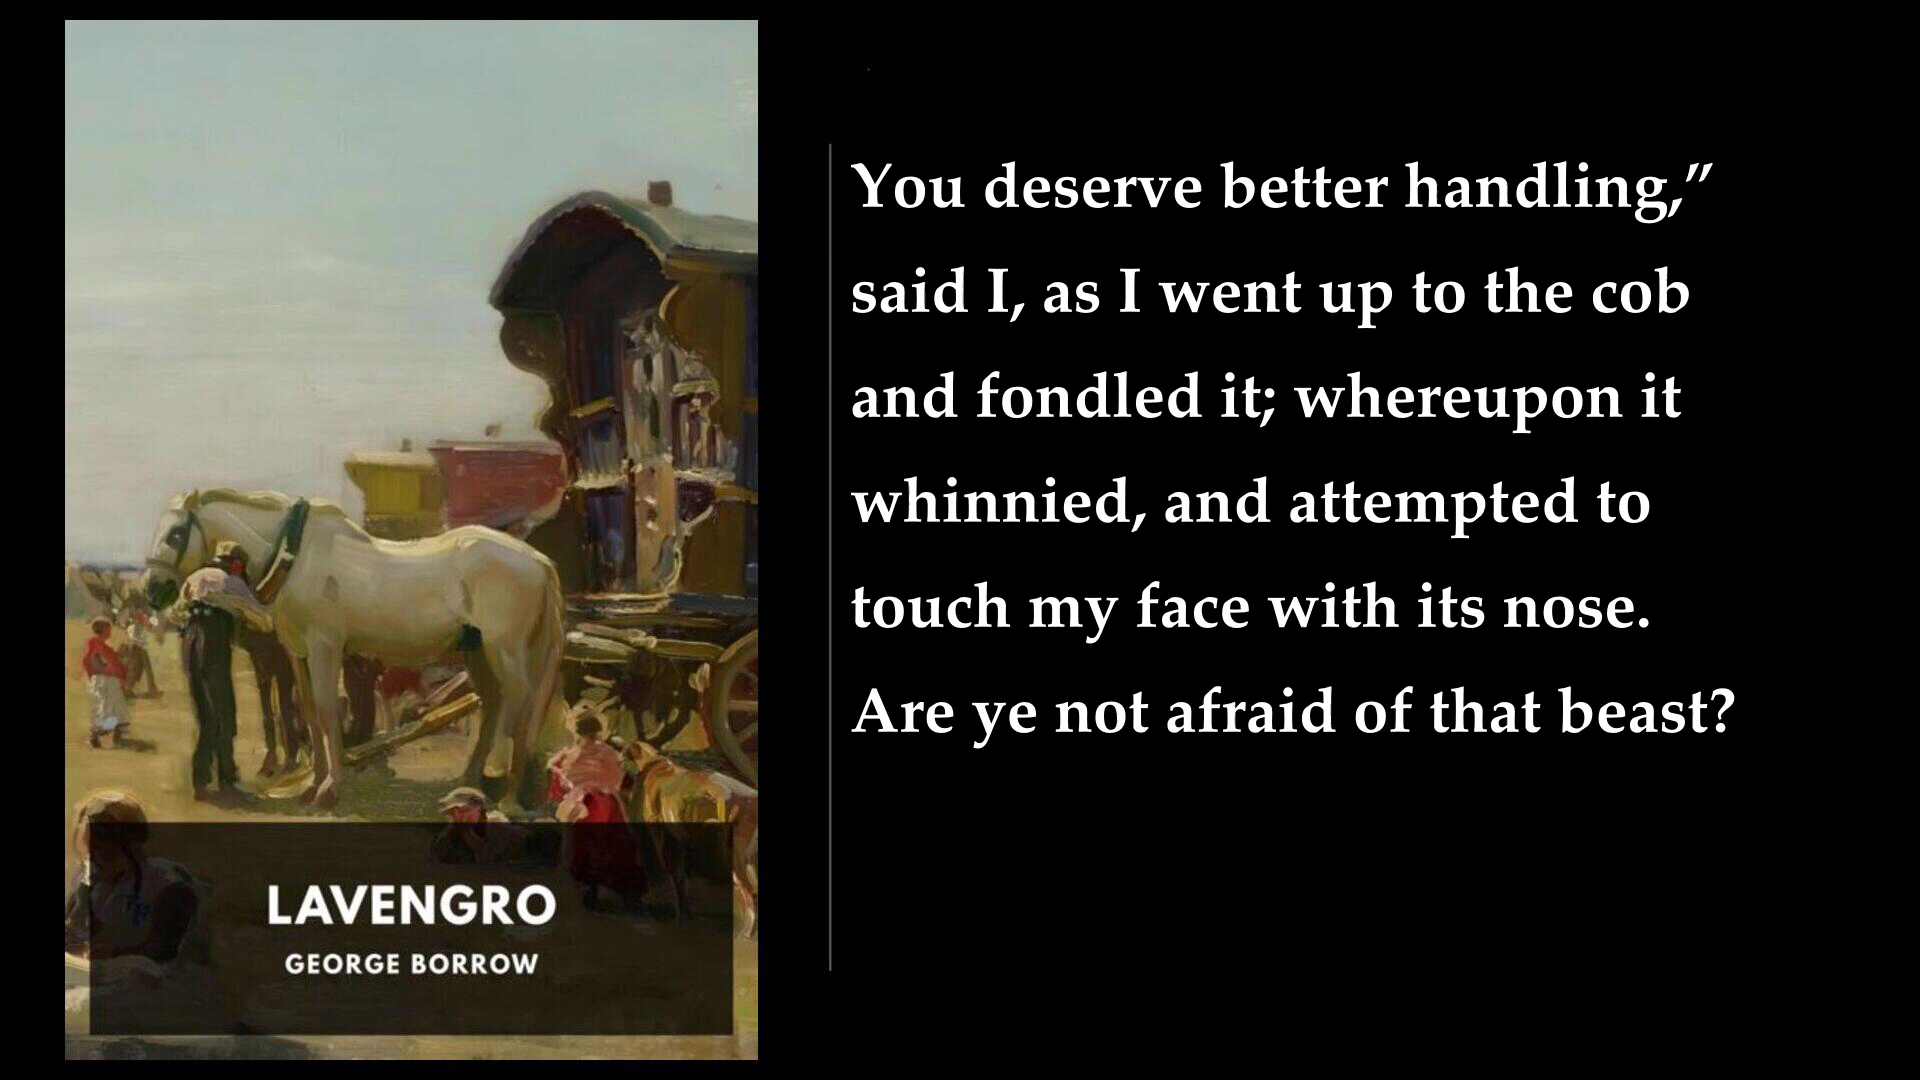 You deserve better handling,”
said I, as I went up to the cob
and fondled it; whereupon it
whinnied, and attempted to
touch my face with its nose.
Are ye not afraid of that beast?
LAVENGRO
GEORGE BORROW